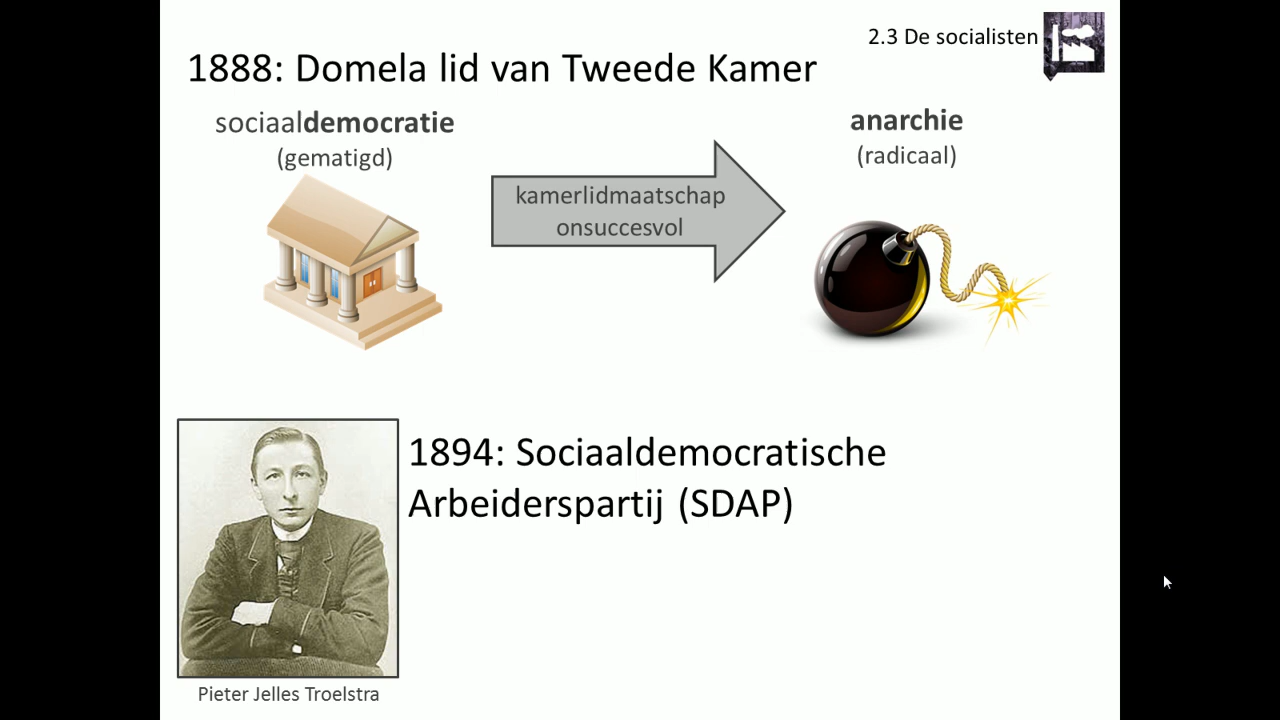 2.3 De socialisten
1888: Domela lid van Tweede Kamer
sociaaldemocratie
(gematigd)
kamerlidmaatschap
onsuccesvol
anarchie
(radicaal)
1894: Sociaaldemocratische
Arbeiderspartij (SDAP)
Pieter Jelles Troelstra